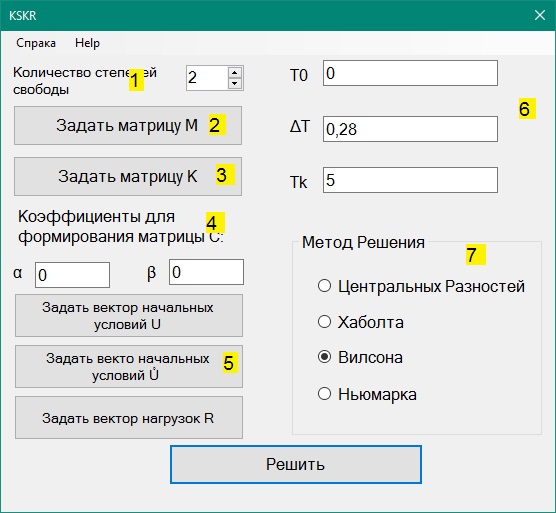 KSKR
Спрака Help
Количество степеней
свободы
1
2
Задать матрицу M
2
Задать матрицу K
3
Коэффициенты для
формирования матрицы C:
4
α 0 β 0
Задать вектор начальных
условий U
Задать векто начальных
условий U̇
5
Задать вектор нагрузок R
T0 0
ΔT 0,28
Tk 5
6
Метод Решения
7
Центральных Разностей
Хаболта
Вилсона
Ньюмарка
Решить